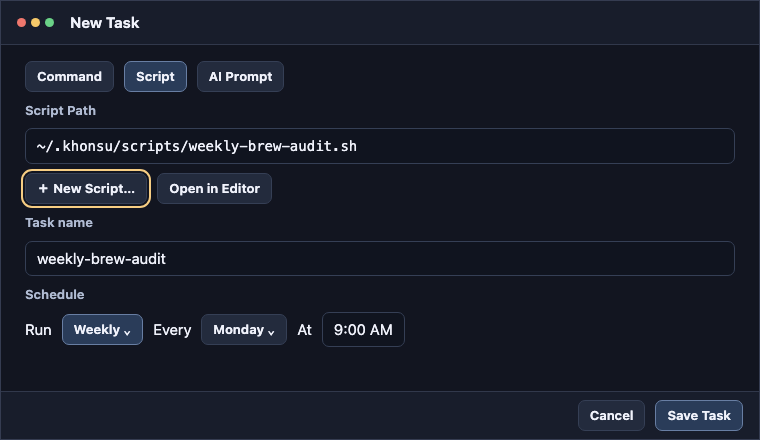 New Task
Command Script AI Prompt
Script Path
~/.khonsu/scripts/weekly-brew-audit.sh
+ New Script... Open in Editor
Task name
weekly-brew-audit
Schedule
Run Weekly Every Monday At 9:00 AM
Cancel Save Task